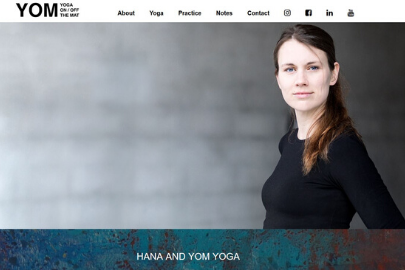 YOM YOGA
ON / OFF
THE MAT
About Yoga Practice Notes Contact
HANA AND YOM YOGA